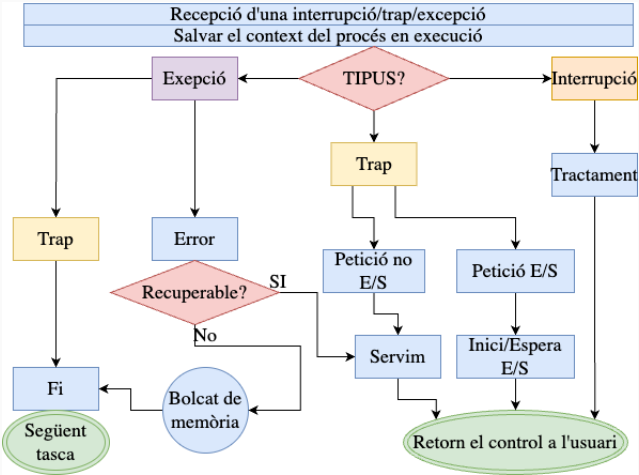 Recepció d'una interrupció/trap/excepció
Salvar el context del procés en execució
Exepció
TIPUS?
Interrupció
Trap
Tractament
Trap
Error
Petició no
E/S
Petició E/S
Recuperable?
SI
No
Servim
Inici/Espera
E/S
Fi
Bolcat de
memòria
Següent
tasca
Retorn el control a l'usuari